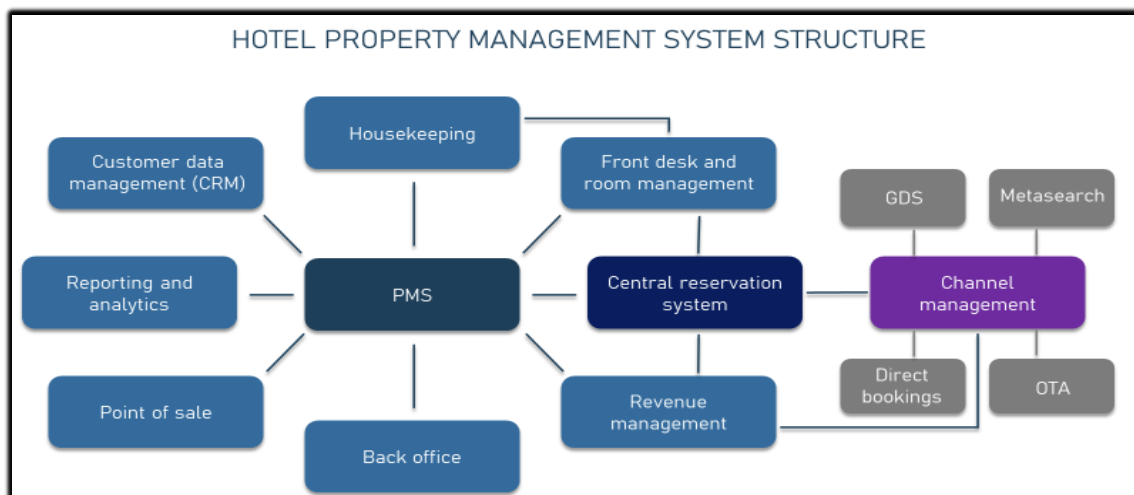 HOTEL PROPERTY MANAGEMENT SYSTEM STRUCTURE
Housekeeping
Customer data
management (CRM)
Front desk and
room management
GDS
Metasearch
Reporting and
analytics
PMS
Central reservation
system
Channel
management
Point of sale
Back office
Revenue
management
Direct
bookings
OTA